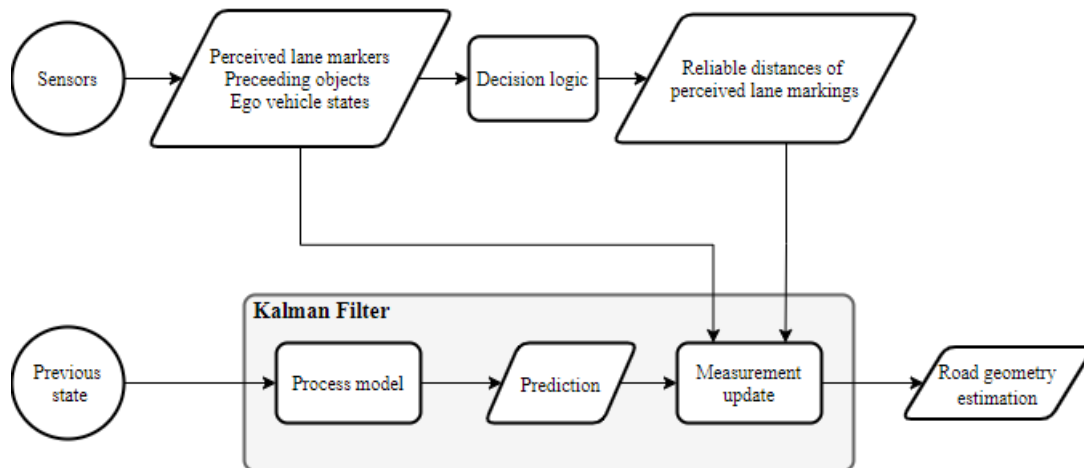 Sensors
Perceived lane markers
Preceeding objects
Ego vehicle states
Decision logic
Reliable distances of
perceived lane markings
Kalman Filter
Previous
state
Process model
Prediction
Measurement
update
Road geometry
estimation